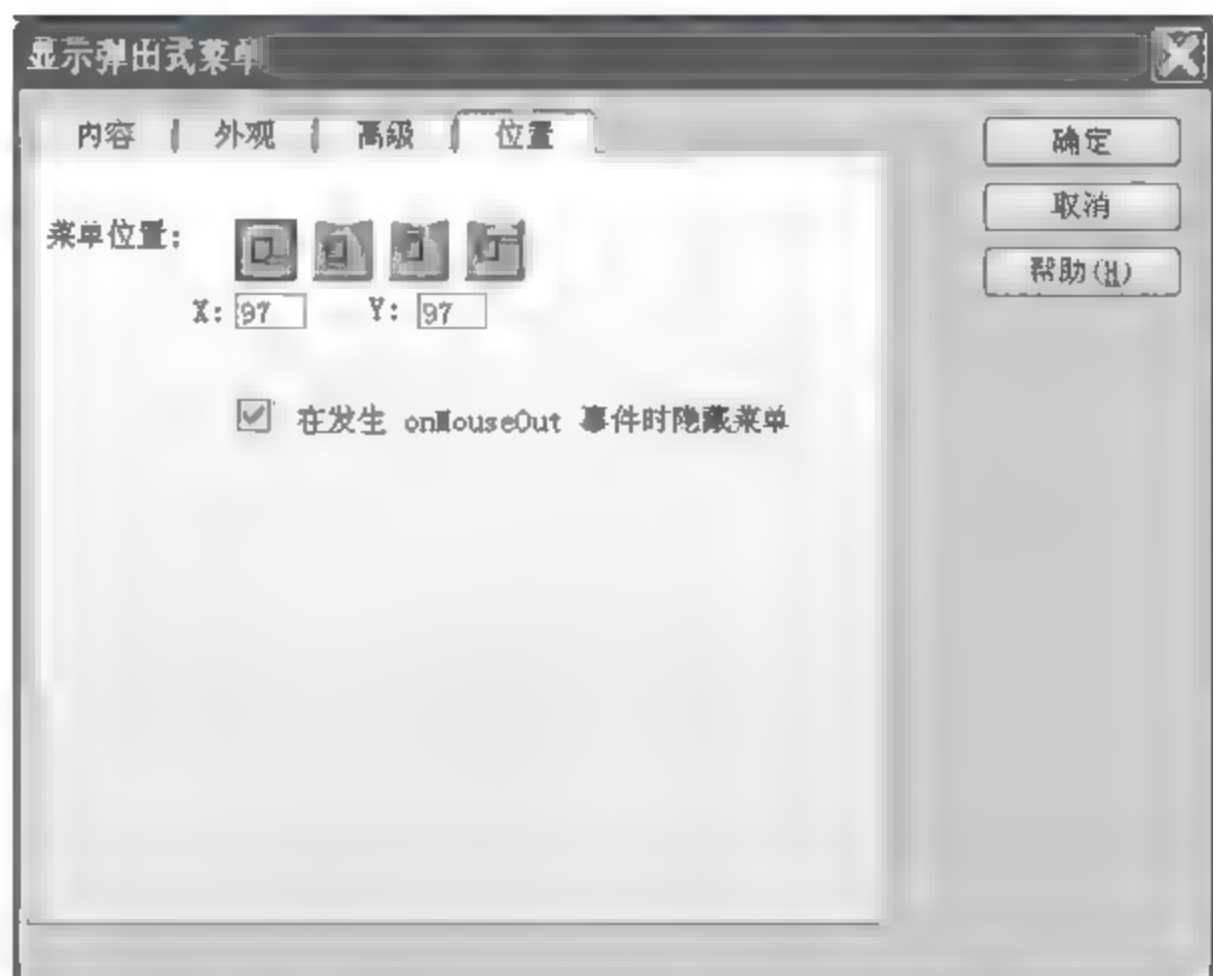 显示弹出式菜单
内容 外观 高级 位置
确定
取消
帮助(H)
菜单位置:
X: 97 Y: 97
在发生 onMouseOut 事件时隐藏菜单